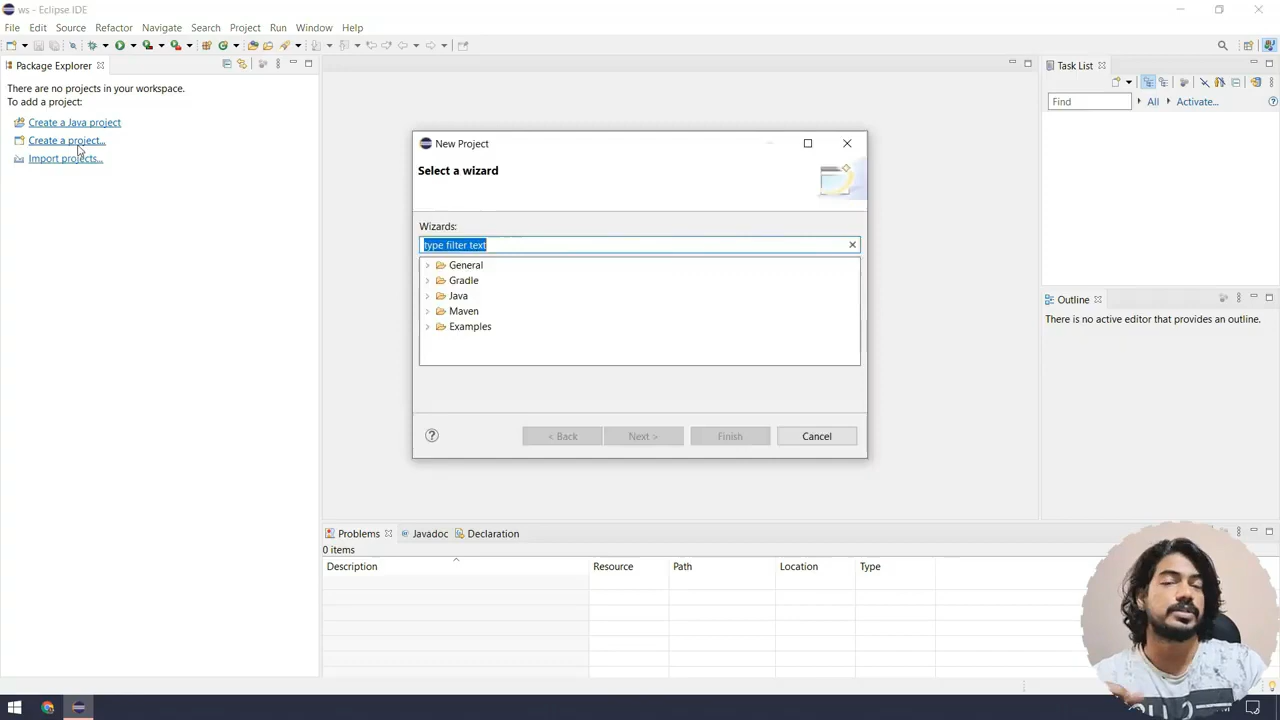 ws - Eclipse IDE
File Edit Source Refactor Navigate Search Project Run Window Help
Package Explorer
There are no projects in your workspace.
To add a project:
Create a Java project
Create a project...
Import projects...
New Project
Select a wizard
Wizards:
type filter text
General
Gradle
Java
Maven
Examples
< Back Next > Finish Cancel
Task List
Find All Activate...
Outline
There is no active editor that provides an outline.
Problems Javadoc Declaration
0 items
Description Resource Path Location Type